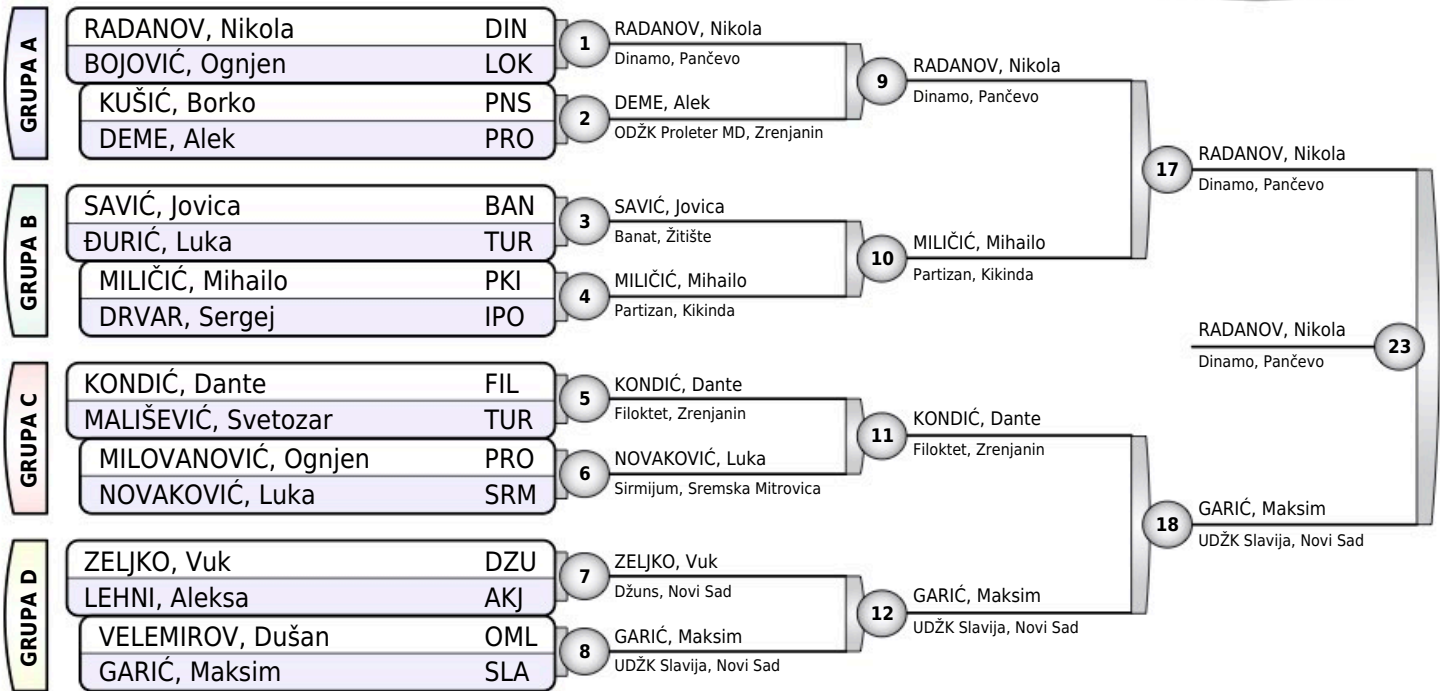 GRUPA A
RADANOV, Nikola DIN
BOJOVIĆ, Ognjen LOK
KUŠIĆ, Borko PNS
DEME, Alek PRO
GRUPA B
SAVIĆ, Jovica BAN
ĐURIĆ, Luka TUR
MILIČIĆ, Mihailo PKI
DRVAR, Sergej IPO
GRUPA C
KONDIĆ, Dante FIL
MALIŠEVIĆ, Svetozar TUR
MILOVANOVIĆ, Ognjen PRO
NOVAKOVIĆ, Luka SRM
GRUPA D
ZELJKO, Vuk DZU
LEHNI, Aleksa AKJ
VELEMIROV, Dušan OML
GARIĆ, Maksim SLA
1
RADANOV, Nikola
Dinamo, Pančevo
2
DEME, Alek
ODŽK Proleter MD, Zrenjanin
3
SAVIĆ, Jovica
Banat, Žitište
4
MILIČIĆ, Mihailo
Partizan, Kikinda
5
KONDIĆ, Dante
Filoktet, Zrenjanin
6
NOVAKOVIĆ, Luka
Sirmijum, Sremska Mitrovica
7
ZELJKO, Vuk
Džuns, Novi Sad
8
GARIĆ, Maksim
UDŽK Slavija, Novi Sad
9
RADANOV, Nikola
Dinamo, Pančevo
10
MILIČIĆ, Mihailo
Partizan, Kikinda
11
KONDIĆ, Dante
Filoktet, Zrenjanin
12
GARIĆ, Maksim
UDŽK Slavija, Novi Sad
17
RADANOV, Nikola
Dinamo, Pančevo
18
GARIĆ, Maksim
UDŽK Slavija, Novi Sad
RADANOV, Nikola
Dinamo, Pančevo
23